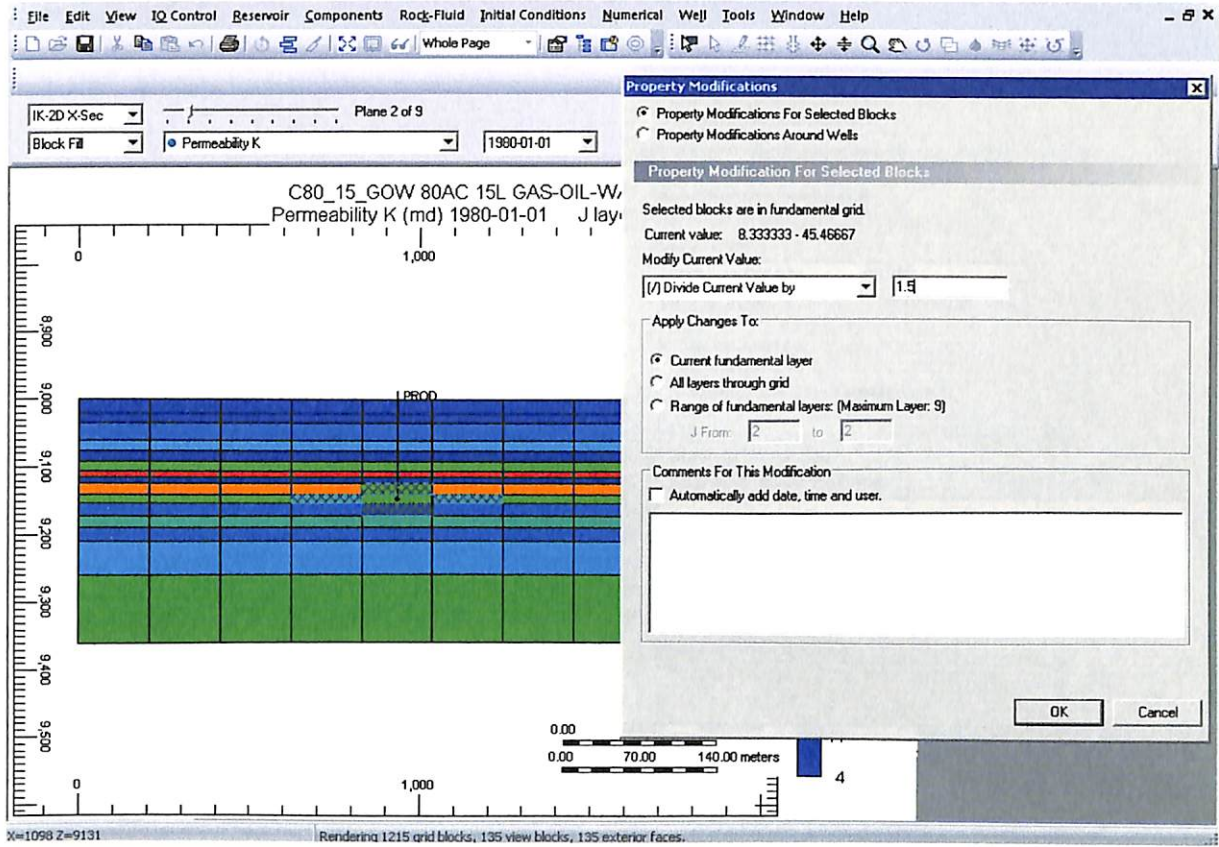 File Edit View IO Control Reservoir Components Rock-Fluid Initial Conditions Numerical Well Tools Window Help
Whole Page
IK-2D X-Sec
Plane 2 of 9
Block Fill
Permeability K
1980-01-01
C80_15_GOW 80AC 15L GAS-OIL-WA
Permeability K (md) 1980-01-01 J lay
0 1,000
8,900
9,000
9,100
9,200
9,300
9,400
9,500
PROD
0 1,000
0.00
0.00 70.00 140.00 meters
4
X=1098 Z=9131
Rendering 1215 grid blocks, 135 view blocks, 135 exterior faces.
Property Modifications
Property Modifications For Selected Blocks
Property Modifications Around Wells
Property Modification For Selected Blocks
Selected blocks are in fundamental grid.
Current value: 8.333333 - 45.46667
Modify Current Value:
(/) Divide Current Value by 1.5
Apply Changes To:
Current fundamental layer
All layers through grid
Range of fundamental layers: (Maximum Layer: 9)
J From: 2 to 2
Comments For This Modification
Automatically add date, time and user.
OK Cancel